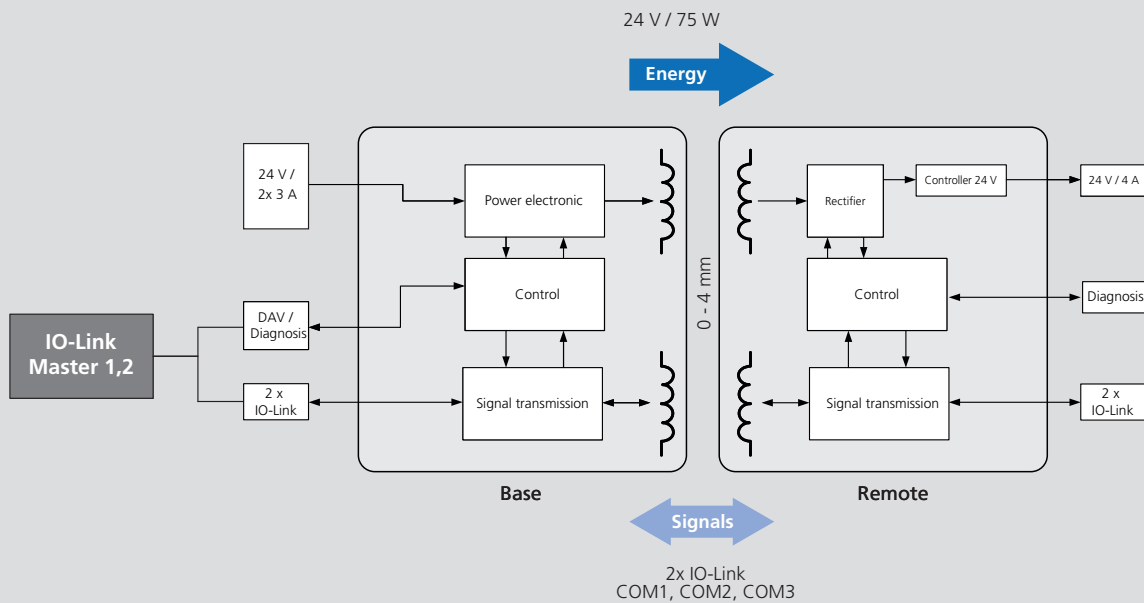 24 V / 75 W
Energy
24 V /
2x 3 A
Power electronic
Rectifier
Controller 24 V
24 V / 4 A
0 - 4 mm
Control
Control
DAV /
Diagnosis
Diagnosis
IO-Link
Master 1,2
2 x
IO-Link
Signal transmission
Signal transmission
2 x
IO-Link
Base
Remote
Signals
2x IO-Link
COM1, COM2, COM3